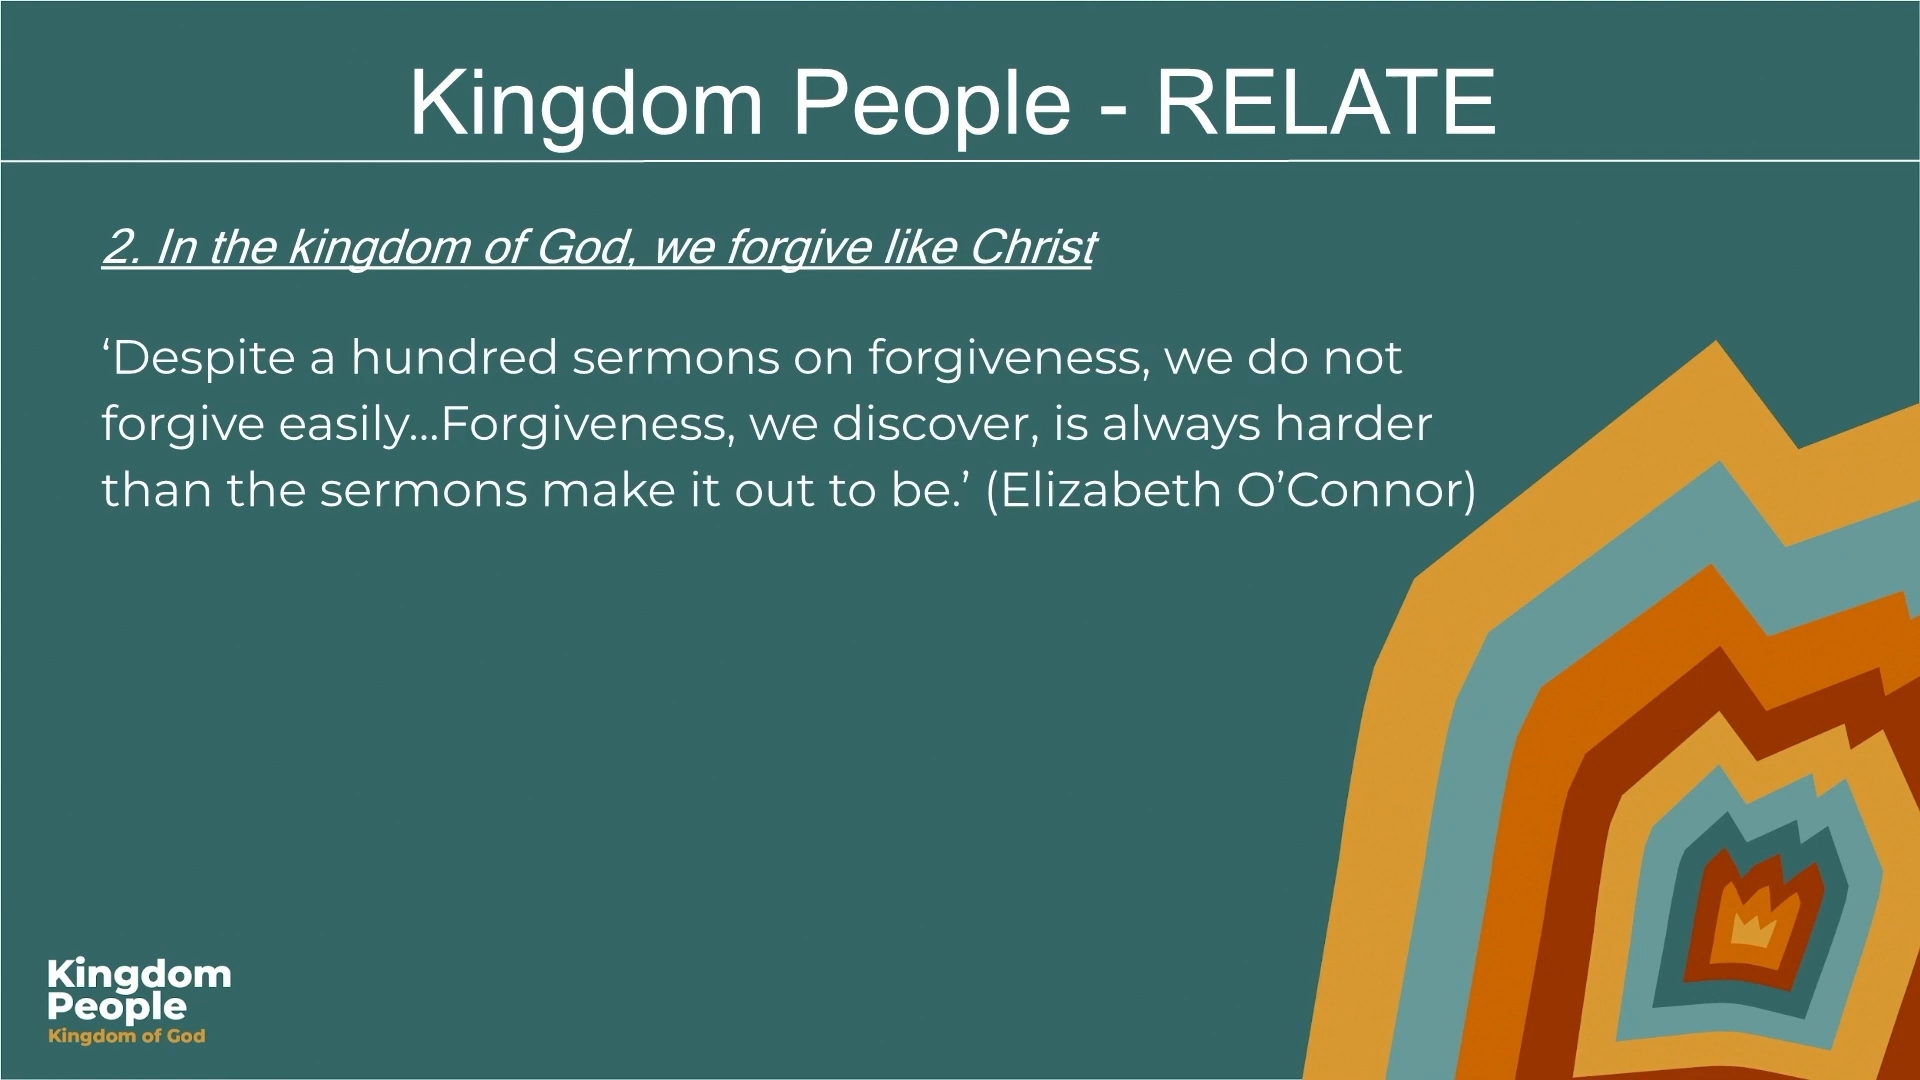 Kingdom People - RELATE
2. In the kingdom of God, we forgive like Christ
‘Despite a hundred sermons on forgiveness, we do not
forgive easily...Forgiveness, we discover, is always harder
than the sermons make it out to be.’ (Elizabeth O’Connor)
Kingdom
People
Kingdom of God